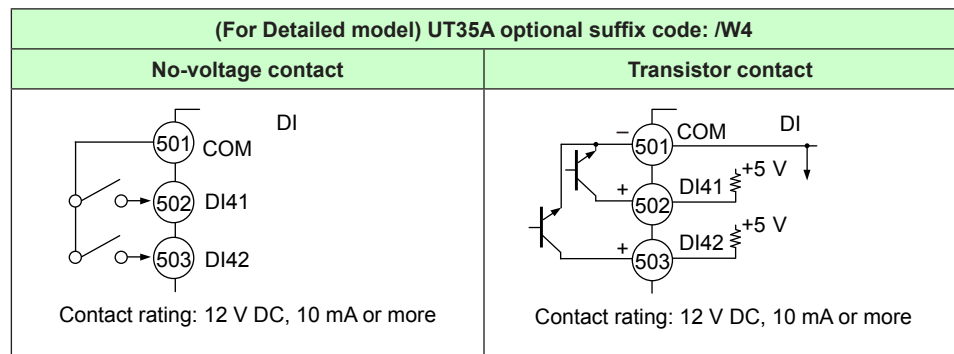 (For Detailed model) UT35A optional suffix code: /W4
No-voltage contact
Transistor contact
DI
501
COM
502
DI41
503
DI42
Contact rating: 12 V DC, 10 mA or more
–
501
COM
DI
+
502
DI41
+5 V
+
503
DI42
+5 V
Contact rating: 12 V DC, 10 mA or more